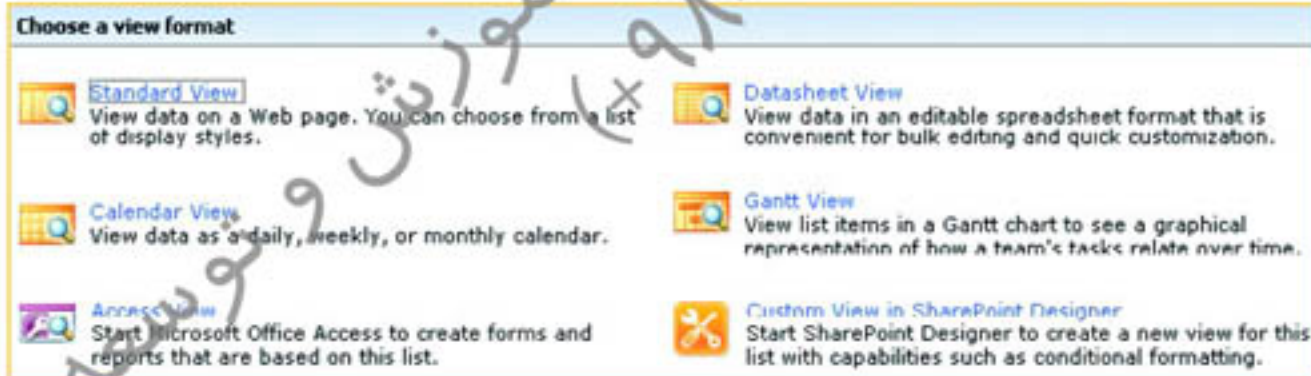 Choose a view format
Standard View
View data on a Web page. You can choose from a list
of display styles.
Datasheet View
View data in an editable spreadsheet format that is
convenient for bulk editing and quick customization.
Calendar View
View data as a daily, weekly, or monthly calendar.
Gantt View
View list items in a Gantt chart to see a graphical
representation of how a team's tasks relate over time.
Access View
Start Microsoft Office Access to create forms and
reports that are based on this list.
Custom View in SharePoint Designer
Start SharePoint Designer to create a new view for this
list with capabilities such as conditional formatting.